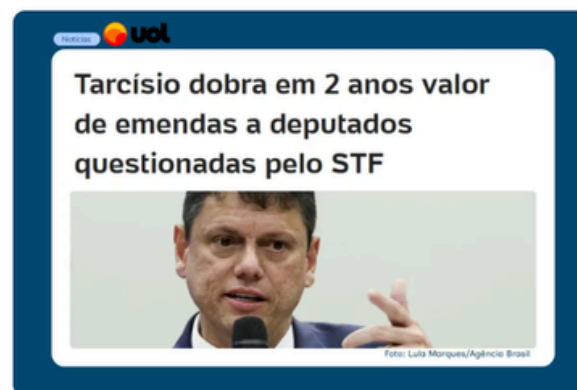 Notícias uol
Tarcísio dobra em 2 anos valor
de emendas a deputados
questionadas pelo STF
Foto: Lula Marques/Agência Brasil